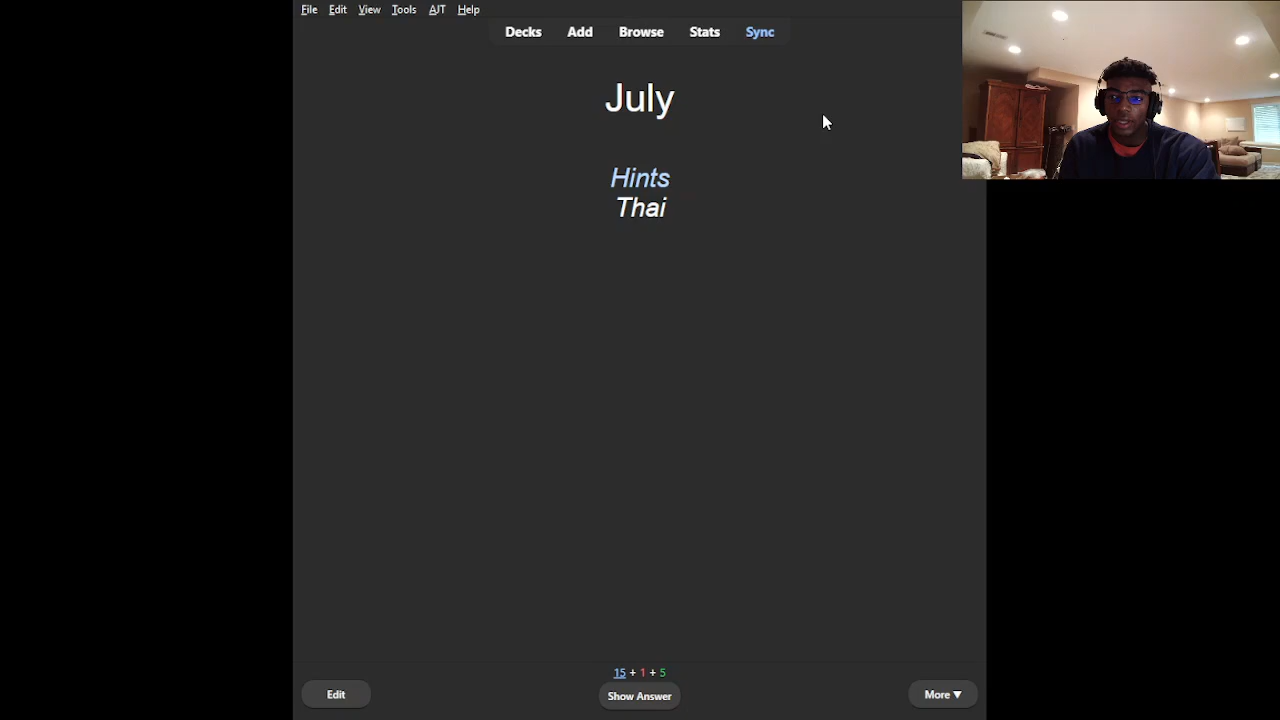 File Edit View Tools AJT Help
Decks Add Browse Stats Sync
July
Hints
Thai
15 + 1 + 5
Edit Show Answer More ▼